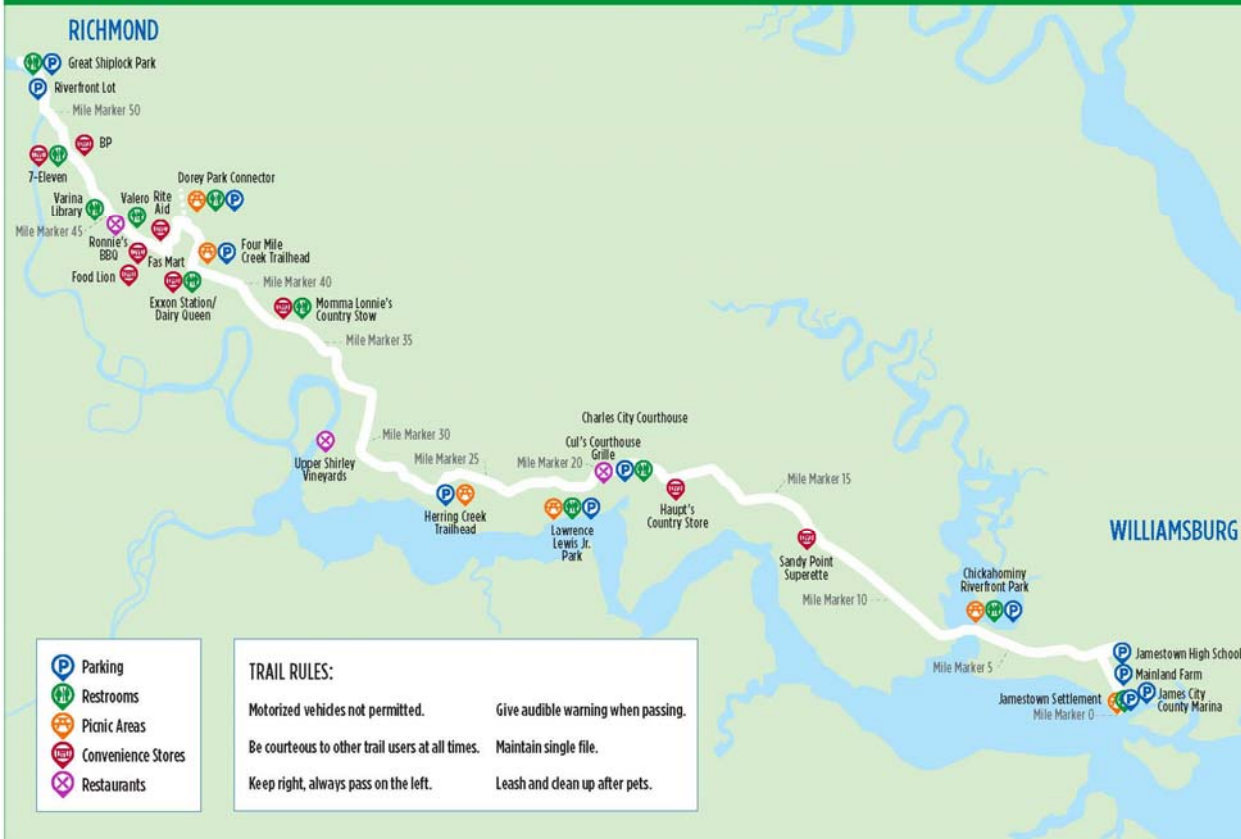 RICHMOND
Great Shiplock Park
Riverfront Lot
Mile Marker 50
BP
7-Eleven
Dorey Park Connector
Varina
Library
Valero
Rite
Aid
Mile Marker 45
Ronnie's
BBQ
Fas Mart
Four Mile
Creek Trailhead
Food Lion
Exxon Station/
Dairy Queen
Mile Marker 40
Momma Lonnie's
Country Stow
Mile Marker 35
Upper Shirley
Vineyards
Mile Marker 30
Mile Marker 25
Herring Creek
Trailhead
Charles City Courthouse
Cul's Courthouse
Grille
Mile Marker 20
Lawrence
Lewis Jr.
Park
Haupt's
Country Store
Mile Marker 15
Sandy Point
Superette
WILLIAMSBURG
Chickahominy
Riverfront Park
Mile Marker 10
Mile Marker 5
Jamestown High School
Mainland Farm
Jamestown Settlement
James City
County Marina
Mile Marker 0
P Parking
Restrooms
Picnic Areas
Convenience Stores
Restaurants
TRAIL RULES:
Motorized vehicles not permitted.
Be courteous to other trail users at all times.
Keep right, always pass on the left.
Give audible warning when passing.
Maintain single file.
Leash and clean up after pets.